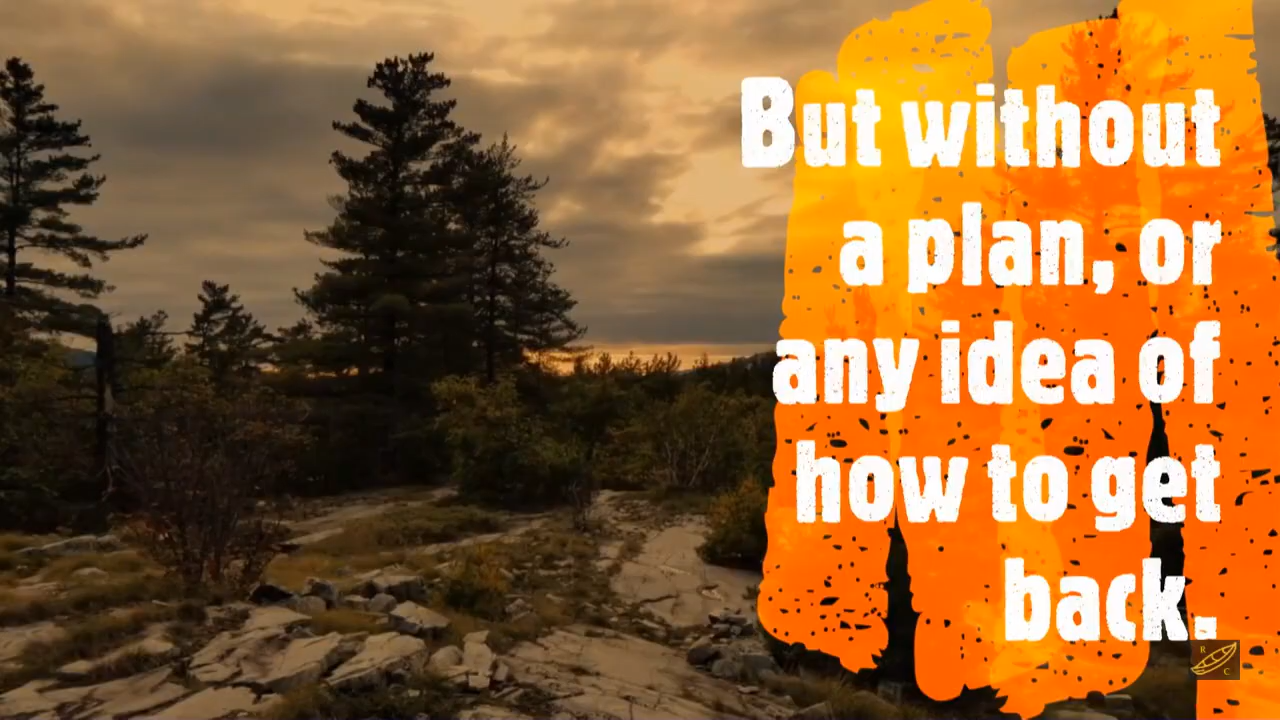 But without
a plan, or
any idea of
how to get
back.
R
C